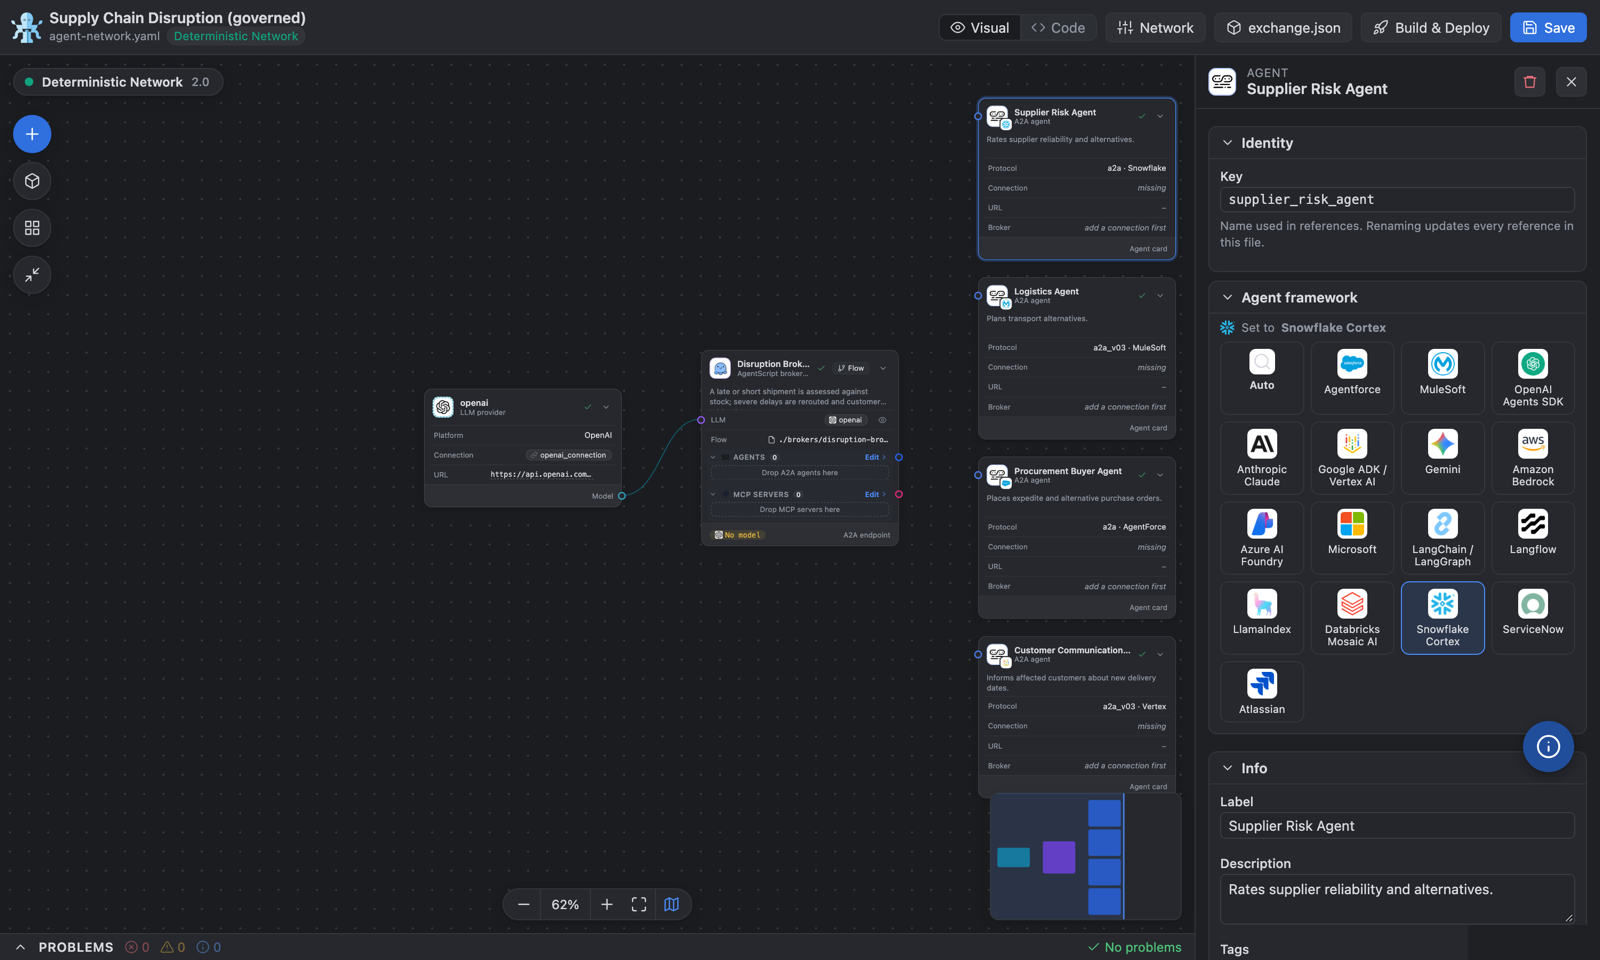 Supply Chain Disruption (governed)
agent-network.yaml Deterministic Network
Visual
Code
Network
exchange.json
Build & Deploy
Save
Deterministic Network 2.0
openai
LLM provider
Platform OpenAI
Connection openai_connection
URL https://api.openai.com…
Model
Disruption Brok...
AgentScript broker...
Flow
A late or short shipment is assessed against
stock; severe delays are rerouted and customer...
LLM openai
Flow ./brokers/disruption-bro...
AGENTS 0 Edit
Drop A2A agents here
MCP SERVERS 0 Edit
Drop MCP servers here
No model A2A endpoint
Supplier Risk Agent
A2A agent
Rates supplier reliability and alternatives.
Protocol a2a · Snowflake
Connection missing
URL –
Broker add a connection first
Agent card
Logistics Agent
A2A agent
Plans transport alternatives.
Protocol a2a_v03 · MuleSoft
Connection missing
URL –
Broker add a connection first
Agent card
Procurement Buyer Agent
A2A agent
Places expedite and alternative purchase orders.
Protocol a2a · AgentForce
Connection missing
URL –
Broker add a connection first
Agent card
Customer Communication...
A2A agent
Informs affected customers about new delivery
dates.
Protocol a2a_v03 · Vertex
Connection missing
URL –
Broker add a connection first
Agent card
62%
PROBLEMS 0 0 0
No problems
AGENT
Supplier Risk Agent
Identity
Key
supplier_risk_agent
Name used in references. Renaming updates every reference in
this file.
Agent framework
Set to Snowflake Cortex
Auto
Agentforce
MuleSoft
OpenAI
Agents SDK
Anthropic
Claude
Google ADK /
Vertex AI
Gemini
aws
Amazon
Bedrock
Azure AI
Foundry
Microsoft
LangChain /
LangGraph
Langflow
LlamaIndex
Databricks
Mosaic AI
Snowflake
Cortex
ServiceNow
Atlassian
Info
Label
Supplier Risk Agent
Description
Rates supplier reliability and alternatives.
Tags